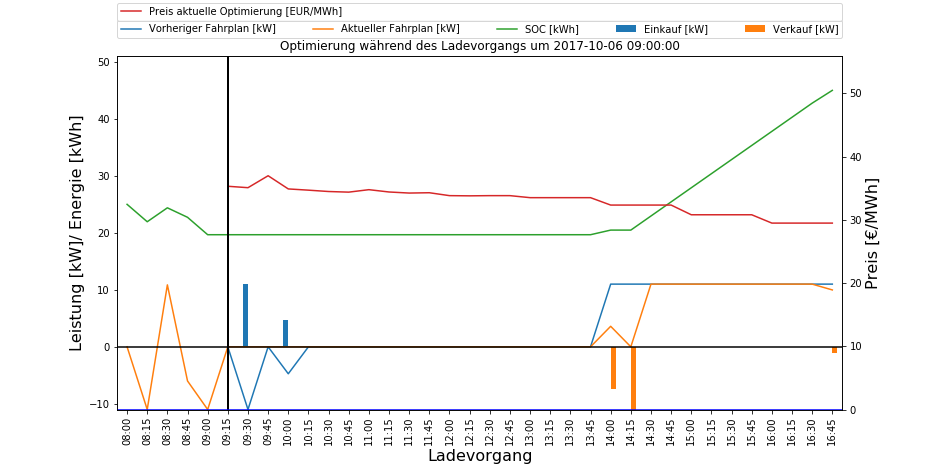 Preis aktuelle Optimierung [EUR/MWh]
Vorheriger Fahrplan [kW] Aktueller Fahrplan [kW] SOC [kWh] Einkauf [kW] Verkauf [kW]
Optimierung während des Ladevorgangs um 2017-10-06 09:00:00
Leistung [kW]/ Energie [kWh]
50
40
30
20
10
0
−10
50
40
30
20
10
0
Preis [€/MWh]
08:00 08:15 08:30 08:45 09:00 09:15 09:30 09:45 10:00 10:15 10:30 10:45 11:00 11:15 11:30 11:45 12:00 12:15 12:30 12:45 13:00 13:15 13:30 13:45 14:00 14:15 14:30 14:45 15:00 15:15 15:30 15:45 16:00 16:15 16:30 16:45
Ladevorgang